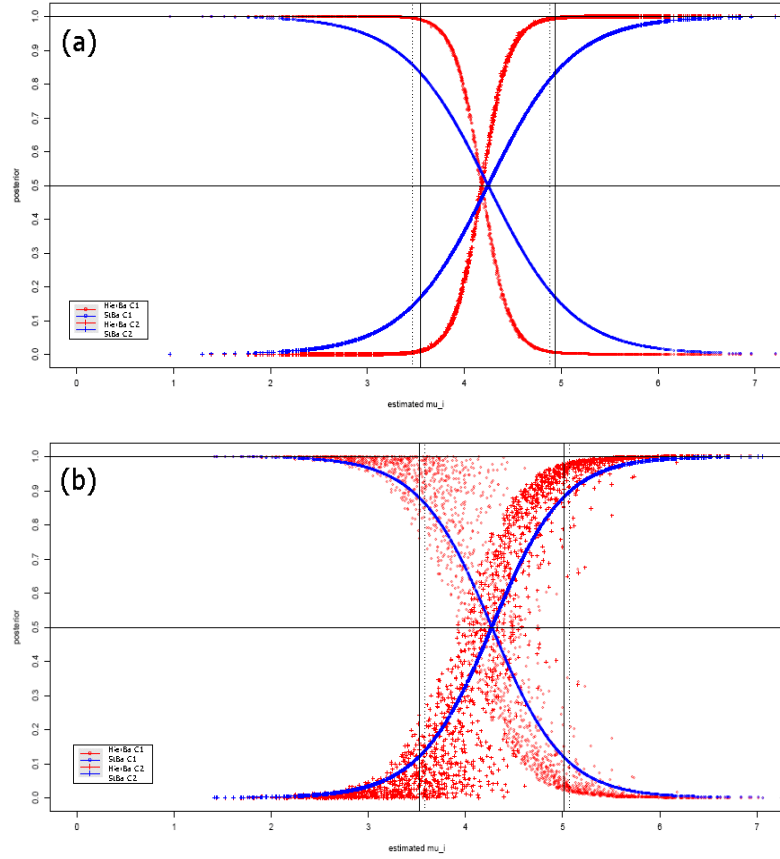 (a)
1.0
0.9
0.8
0.7
0.6
0.5
0.4
0.3
0.2
0.1
0.0
posterior
HierBa C1
StBa C1
HierBa C2
StBa C2
0 1 2 3 4 5 6 7
estimated mu_i
(b)
1.0
0.9
0.8
0.7
0.6
0.5
0.4
0.3
0.2
0.1
0.0
posterior
HierBa C1
StBa C1
HierBa C2
StBa C2
0 1 2 3 4 5 6 7
estimated mu_i